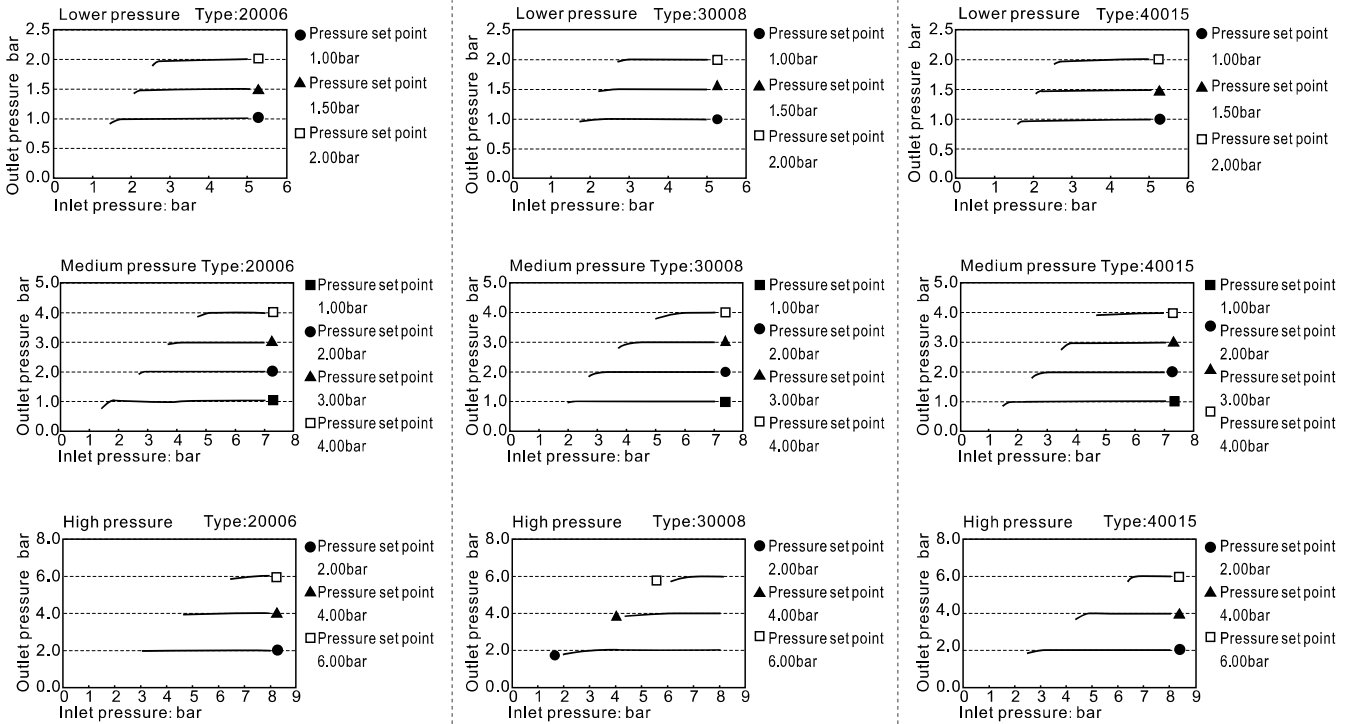 Lower pressure Type:20006
Outlet pressure bar
2.5
2.0
1.5
1.0
0.5
0.0
0 1 2 3 4 5 6
Inlet pressure: bar
● Pressure set point
1.00bar
▲ Pressure set point
1.50bar
□ Pressure set point
2.00bar
Lower pressure Type:30008
Outlet pressure bar
2.5
2.0
1.5
1.0
0.5
0.0
0 1 2 3 4 5 6
Inlet pressure: bar
● Pressure set point
1.00bar
▲ Pressure set point
1.50bar
□ Pressure set point
2.00bar
Lower pressure Type:40015
Outlet pressure bar
2.5
2.0
1.5
1.0
0.5
0.0
0 1 2 3 4 5 6
Inlet pressure: bar
● Pressure set point
1.00bar
▲ Pressure set point
1.50bar
□ Pressure set point
2.00bar
Medium pressure Type:20006
Outlet pressure bar
5.0
4.0
3.0
2.0
1.0
0.0
0 1 2 3 4 5 6 7 8
Inlet pressure: bar
■ Pressure set point
1.00bar
● Pressure set point
2.00bar
▲ Pressure set point
3.00bar
□ Pressure set point
4.00bar
Medium pressure Type:30008
Outlet pressure bar
5.0
4.0
3.0
2.0
1.0
0.0
0 1 2 3 4 5 6 7 8
Inlet pressure: bar
■ Pressure set point
1.00bar
● Pressure set point
2.00bar
▲ Pressure set point
3.00bar
□ Pressure set point
4.00bar
Medium pressure Type:40015
Outlet pressure bar
5.0
4.0
3.0
2.0
1.0
0.0
0 1 2 3 4 5 6 7 8
Inlet pressure: bar
■ Pressure set point
1.00bar
● Pressure set point
2.00bar
▲ Pressure set point
3.00bar
□ Pressure set point
4.00bar
High pressure Type:20006
Outlet pressure bar
8.0
6.0
4.0
2.0
0.0
0 1 2 3 4 5 6 7 8 9
Inlet pressure: bar
● Pressure set point
2.00bar
▲ Pressure set point
4.00bar
□ Pressure set point
6.00bar
High pressure Type:30008
Outlet pressure bar
8.0
6.0
4.0
2.0
0.0
0 1 2 3 4 5 6 7 8 9
Inlet pressure: bar
● Pressure set point
2.00bar
▲ Pressure set point
4.00bar
□ Pressure set point
6.00bar
High pressure Type:40015
Outlet pressure bar
8.0
6.0
4.0
2.0
0.0
0 1 2 3 4 5 6 7 8 9
Inlet pressure: bar
● Pressure set point
2.00bar
▲ Pressure set point
4.00bar
□ Pressure set point
6.00bar